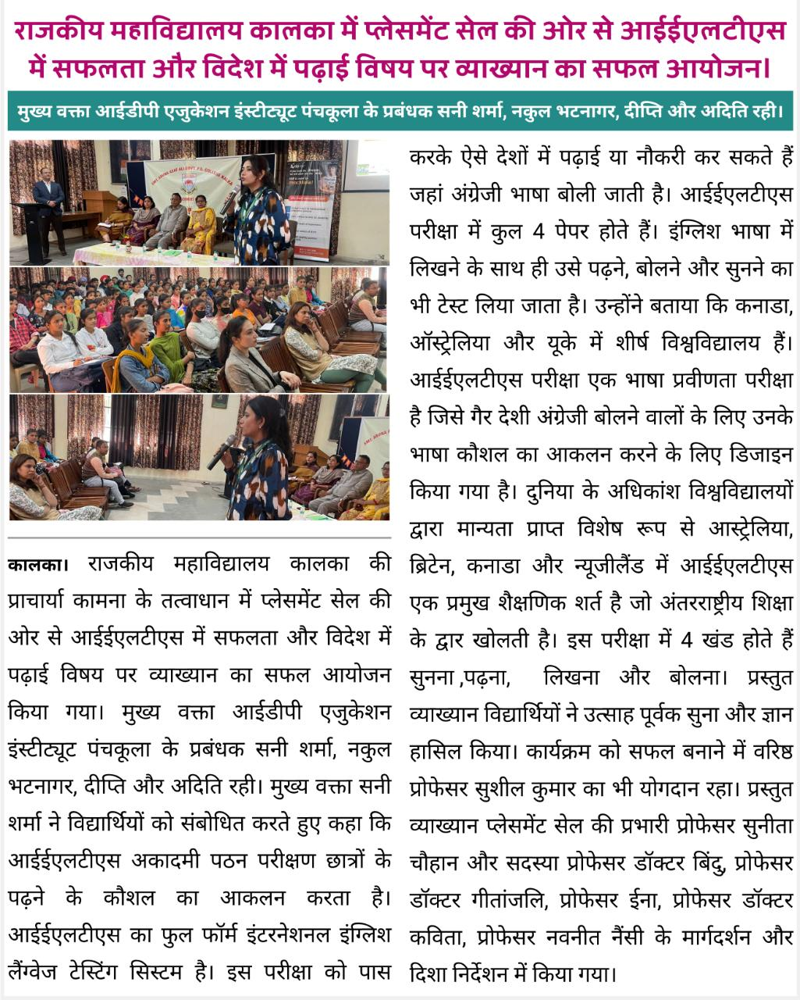 राजकीय महाविद्यालय कालका में प्लेसमेंट सेल की ओर से आईईएलटीएस
में सफलता और विदेश में पढ़ाई विषय पर व्याख्यान का सफल आयोजन।
मुख्य वक्ता आईडीपी एजुकेशन इंस्टीट्यूट पंचकूला के प्रबंधक सनी शर्मा, नकुल भटनागर, दीप्ति और अदिति रही।
कालका। राजकीय महाविद्यालय कालका की
प्राचार्या कामना के तत्वाधान में प्लेसमेंट सेल की
ओर से आईईएलटीएस में सफलता और विदेश में
पढ़ाई विषय पर व्याख्यान का सफल आयोजन
किया गया। मुख्य वक्ता आईडीपी एजुकेशन
इंस्टीट्यूट पंचकूला के प्रबंधक सनी शर्मा, नकुल
भटनागर, दीप्ति और अदिति रही। मुख्य वक्ता सनी
शर्मा ने विद्यार्थियों को संबोधित करते हुए कहा कि
आईईएलटीएस अकादमी पठन परीक्षण छात्रों के
पढ़ने के कौशल का आकलन करता है।
आईईएलटीएस का फुल फॉर्म इंटरनेशनल इंग्लिश
लैंग्वेज टेस्टिंग सिस्टम है। इस परीक्षा को पास
करके ऐसे देशों में पढ़ाई या नौकरी कर सकते हैं
जहां अंग्रेजी भाषा बोली जाती है। आईईएलटीएस
परीक्षा में कुल 4 पेपर होते हैं। इंग्लिश भाषा में
लिखने के साथ ही उसे पढ़ने, बोलने और सुनने का
भी टेस्ट लिया जाता है। उन्होंने बताया कि कनाडा,
ऑस्ट्रेलिया और यूके में शीर्ष विश्वविद्यालय हैं।
आईईएलटीएस परीक्षा एक भाषा प्रवीणता परीक्षा
है जिसे गैर देशी अंग्रेजी बोलने वालों के लिए उनके
भाषा कौशल का आकलन करने के लिए डिजाइन
किया गया है। दुनिया के अधिकांश विश्वविद्यालयों
द्वारा मान्यता प्राप्त विशेष रूप से आस्ट्रेलिया,
ब्रिटेन, कनाडा और न्यूजीलैंड में आईईएलटीएस
एक प्रमुख शैक्षणिक शर्त है जो अंतरराष्ट्रीय शिक्षा
के द्वार खोलती है। इस परीक्षा में 4 खंड होते हैं
सुनना ,पढ़ना, लिखना और बोलना। प्रस्तुत
व्याख्यान विद्यार्थियों ने उत्साह पूर्वक सुना और ज्ञान
हासिल किया। कार्यक्रम को सफल बनाने में वरिष्ठ
प्रोफेसर सुशील कुमार का भी योगदान रहा। प्रस्तुत
व्याख्यान प्लेसमेंट सेल की प्रभारी प्रोफेसर सुनीता
चौहान और सदस्या प्रोफेसर डॉक्टर बिंदु, प्रोफेसर
डॉक्टर गीतांजलि, प्रोफेसर ईना, प्रोफेसर डॉक्टर
कविता, प्रोफेसर नवनीत नैंसी के मार्गदर्शन और
दिशा निर्देशन में किया गया।